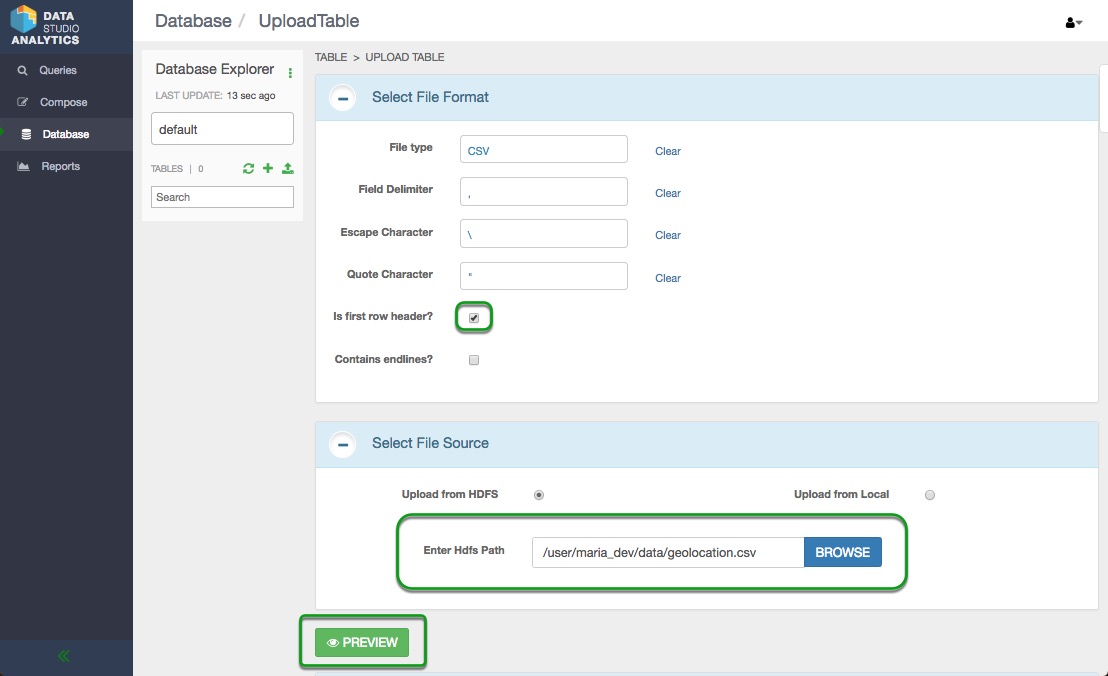 DATA
STUDIO
ANALYTICS
Queries
Compose
Database
Reports
Database / UploadTable
Database Explorer
LAST UPDATE: 13 sec ago
default
TABLES | 0
Search
TABLE > UPLOAD TABLE
Select File Format
File type CSV Clear
Field Delimiter , Clear
Escape Character \ Clear
Quote Character " Clear
Is first row header?
Contains endlines?
Select File Source
Upload from HDFS Upload from Local
Enter Hdfs Path /user/maria_dev/data/geolocation.csv BROWSE
PREVIEW